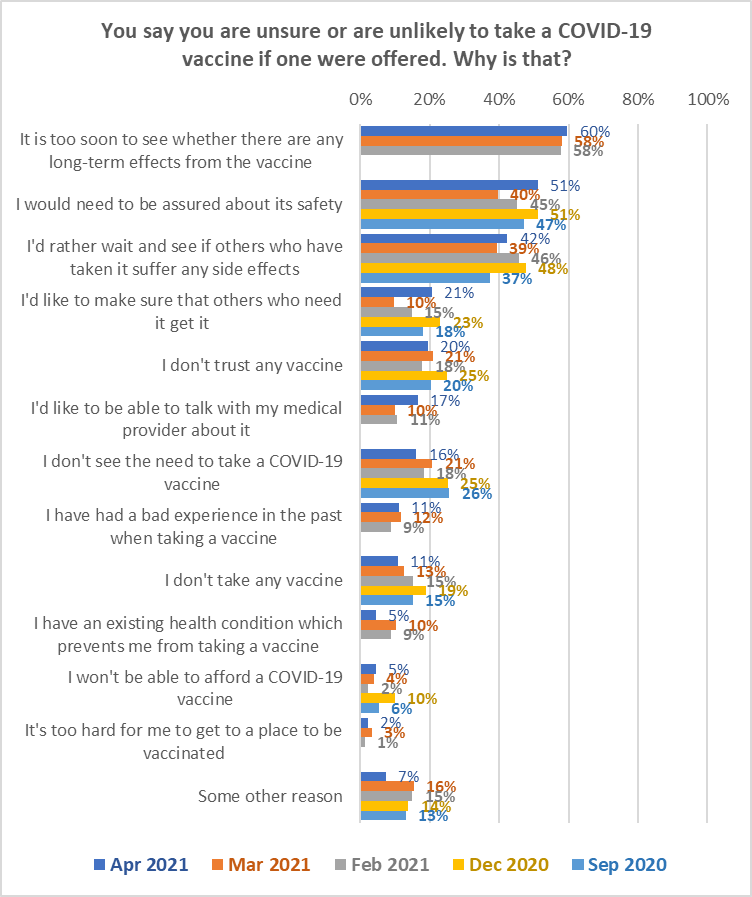 You say you are unsure or are unlikely to take a COVID-19
vaccine if one were offered. Why is that?
0% 20% 40% 60% 80% 100%
It is too soon to see whether there are any
long-term effects from the vaccine
60%
58%
58%
I would need to be assured about its safety
51%
40%
45%
51%
47%
I'd rather wait and see if others who have
taken it suffer any side effects
42%
39%
46%
48%
37%
I'd like to make sure that others who need
it get it
21%
10%
15%
23%
18%
I don't trust any vaccine
20%
21%
18%
25%
20%
I'd like to be able to talk with my medical
provider about it
17%
10%
11%
I don't see the need to take a COVID-19
vaccine
16%
21%
18%
25%
26%
I have had a bad experience in the past
when taking a vaccine
11%
12%
9%
I don't take any vaccine
11%
13%
15%
19%
15%
I have an existing health condition which
prevents me from taking a vaccine
5%
10%
9%
I won't be able to afford a COVID-19
vaccine
5%
4%
2%
10%
6%
It's too hard for me to get to a place to be
vaccinated
2%
3%
1%
Some other reason
7%
16%
15%
14%
13%
Apr 2021 Mar 2021 Feb 2021 Dec 2020 Sep 2020